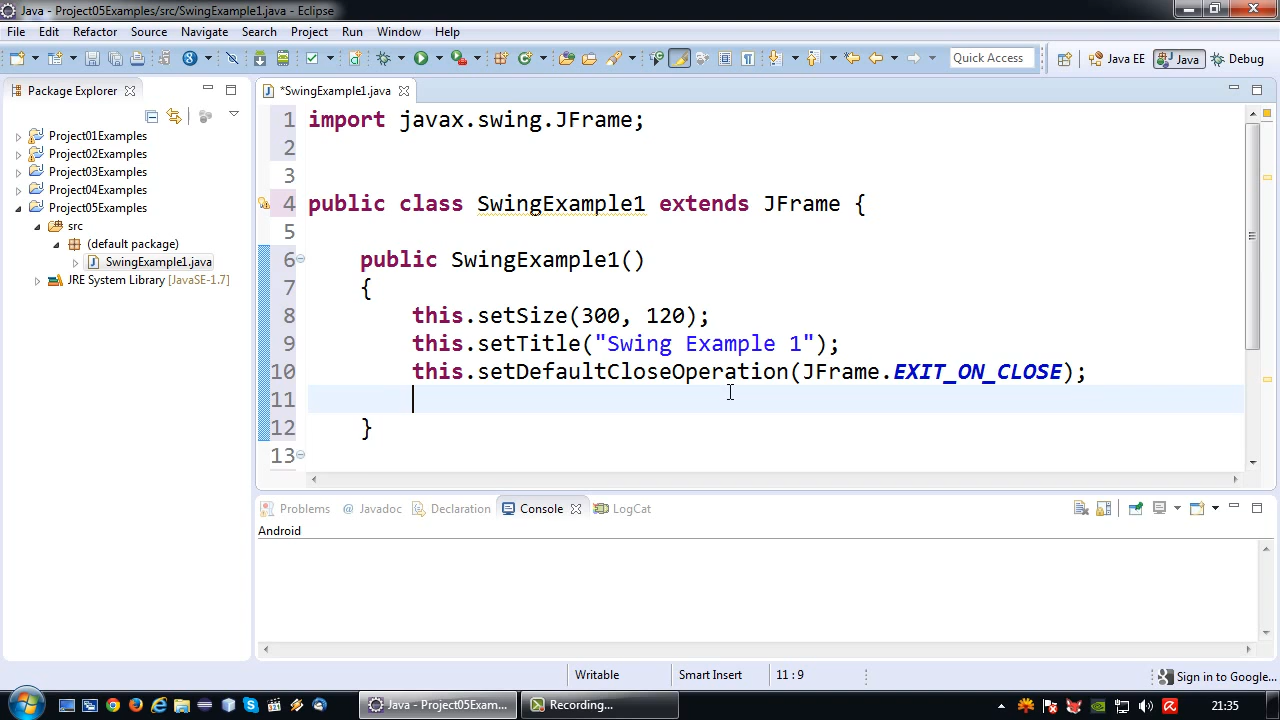 Java - Project05Examples/src/SwingExample1.java - Eclipse
File Edit Refactor Source Navigate Search Project Run Window Help
Quick Access Java EE Java Debug
Package Explorer
Project01Examples
Project02Examples
Project03Examples
Project04Examples
Project05Examples
src
(default package)
SwingExample1.java
JRE System Library [JavaSE-1.7]
*SwingExample1.java
1 import javax.swing.JFrame;
2
3
4 public class SwingExample1 extends JFrame {
5
6 public SwingExample1()
7 {
8 this.setSize(300, 120);
9 this.setTitle("Swing Example 1");
10 this.setDefaultCloseOperation(JFrame.EXIT_ON_CLOSE);
11
12 }
13
Problems @ Javadoc Declaration Console LogCat
Android
Writable Smart Insert 11 : 9 Sign in to Google...
Java - Project05Exam... Recording... 21:35